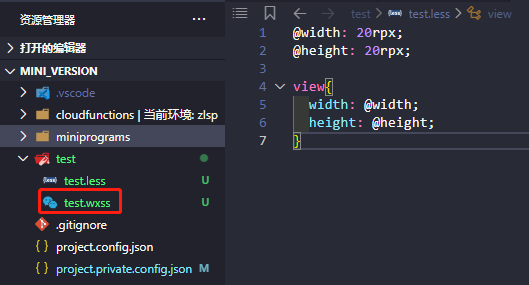 资源管理器
打开的编辑器
MINI_VERSION
.vscode
cloudfunctions | 当前环境: zlsp
miniprograms
test
test.less U
test.wxss U
.gitignore
project.config.json
project.private.config.json M
test > test.less > view
1 @width: 20rpx;
2 @height: 20rpx;
3
4 view{
5 width: @width;
6 height: @height;
7 }